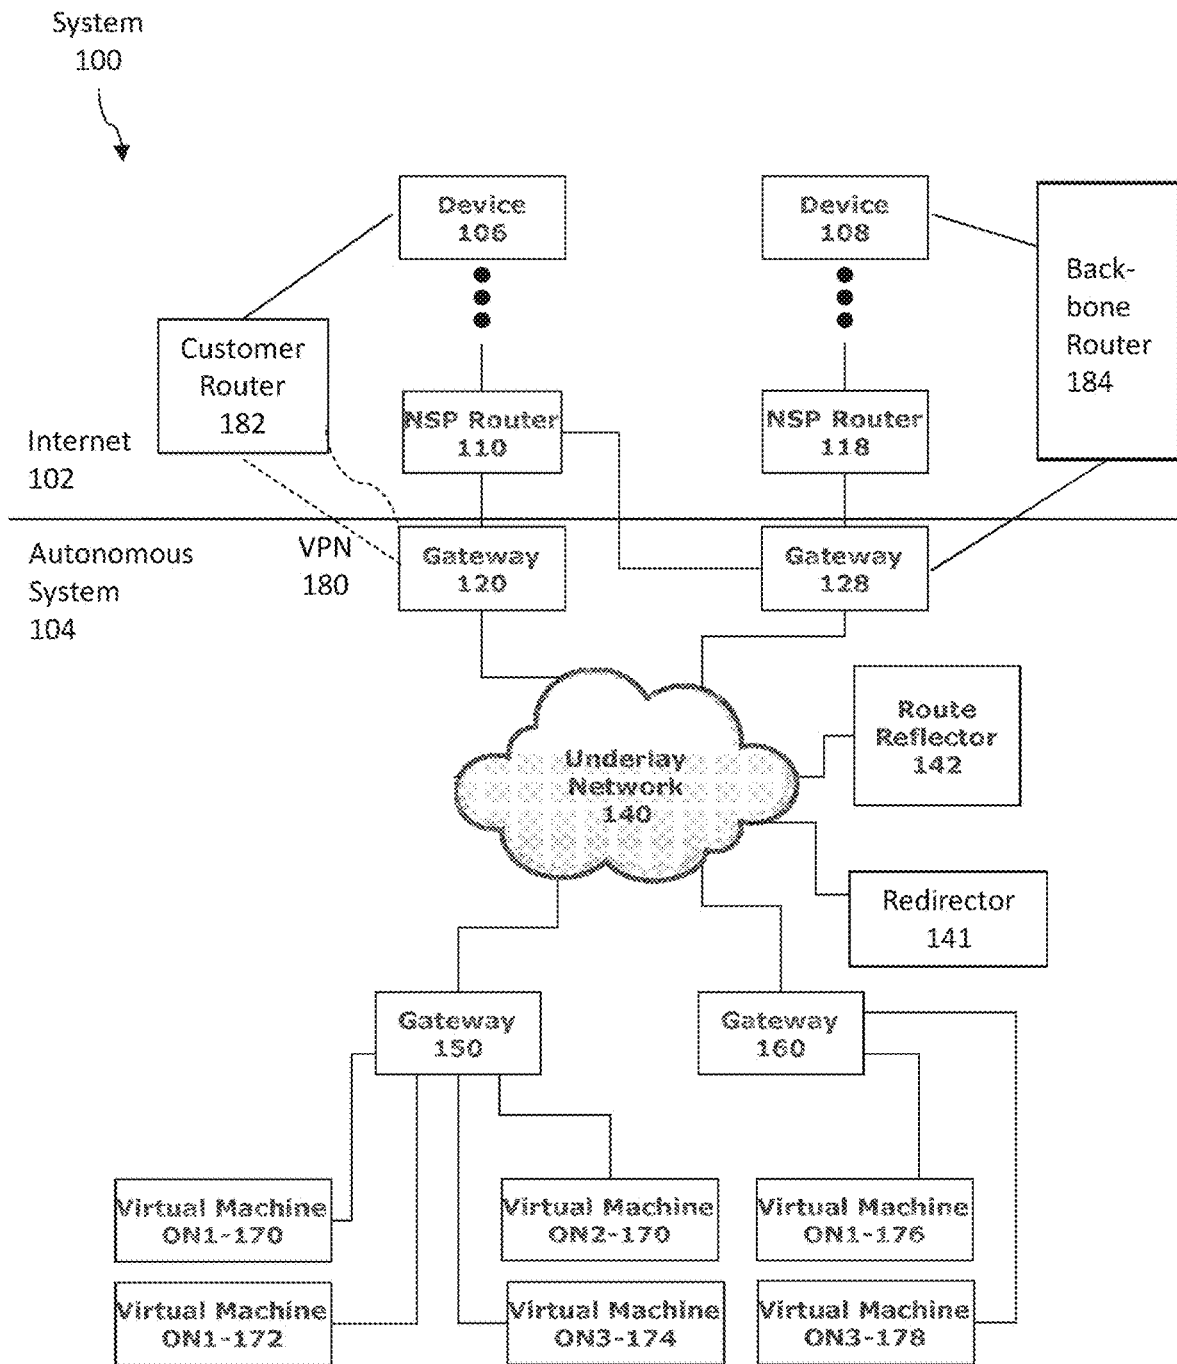 System
100
Device
106
Device
108
Back-
bone
Router
184
Customer
Router
182
NSP Router
110
NSP Router
118
Internet
102
Autonomous
System
104
VPN
180
Gateway
120
Gateway
128
Underlay
Network
140
Route
Reflector
142
Redirector
141
Gateway
150
Gateway
160
Virtual Machine
ON1-170
Virtual Machine
ON2-170
Virtual Machine
ON1-176
Virtual Machine
ON1-172
Virtual Machine
ON3-174
Virtual Machine
ON3-178